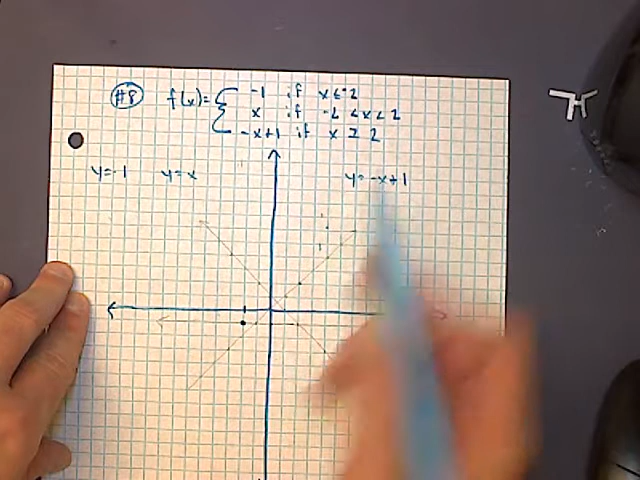 #8 f(x)= { -1 if x<-2
x if -2<x<2
-x+1 if x≥2
y=-1 y=x y=-x+1